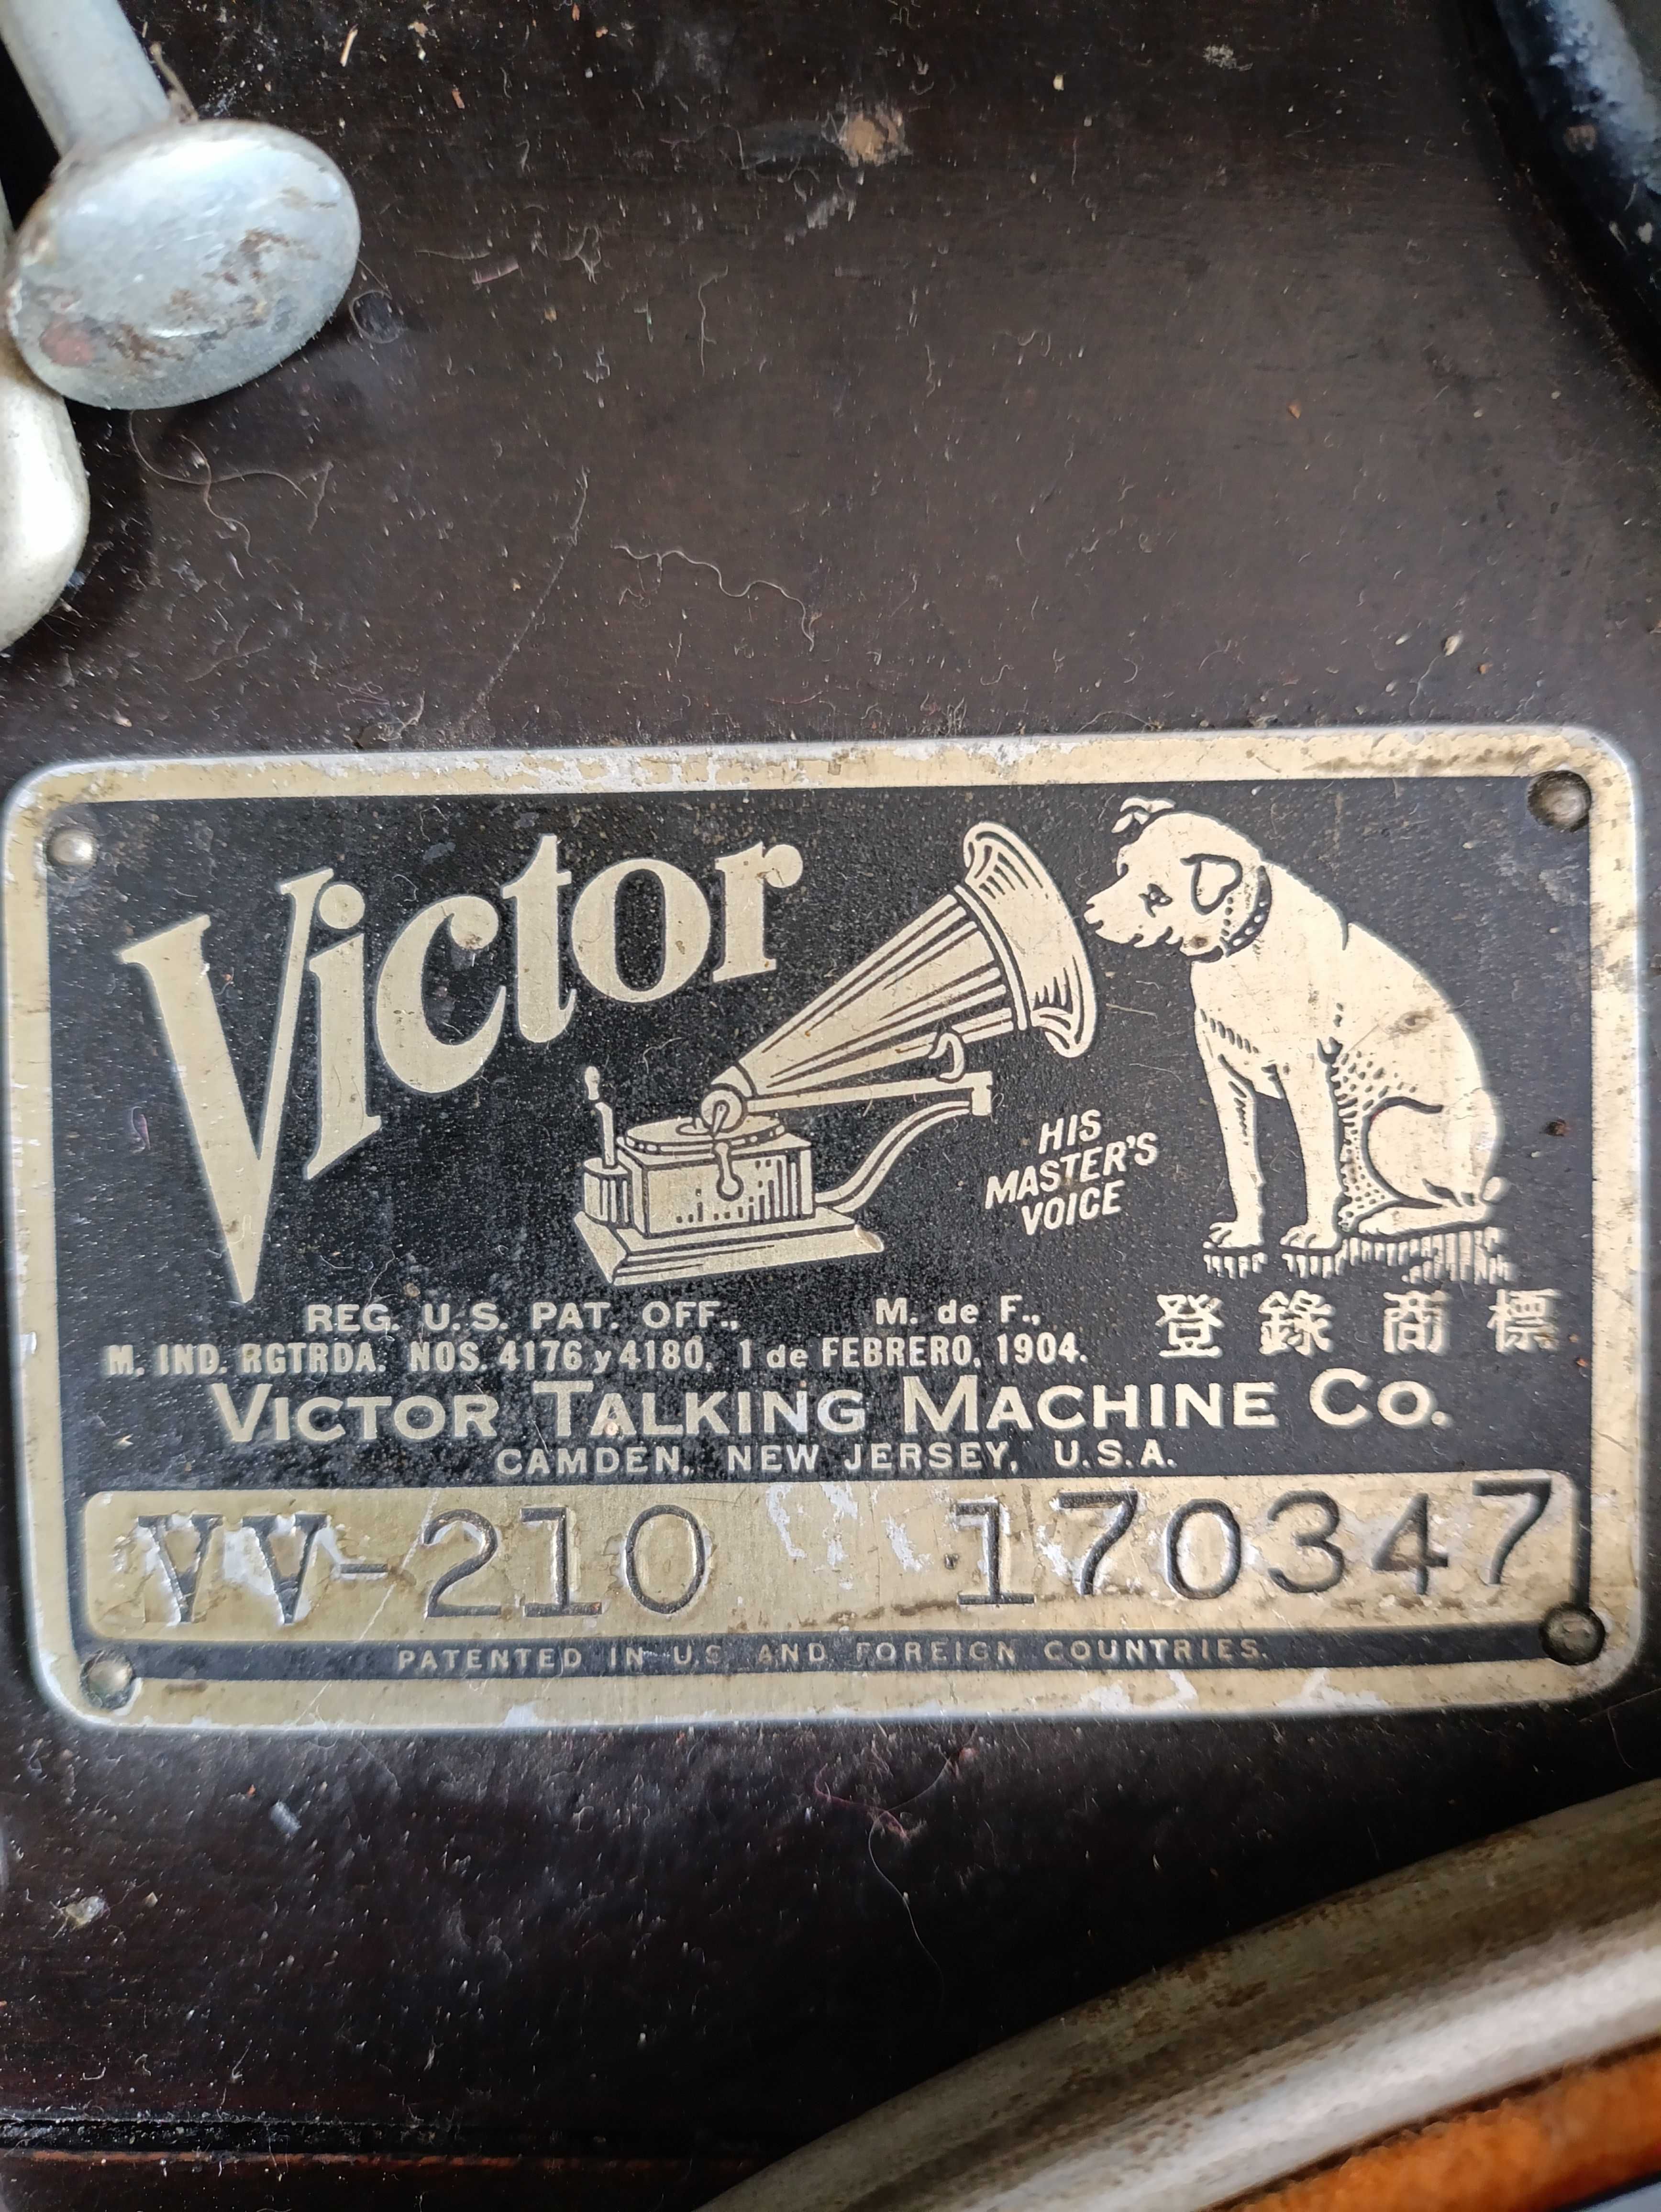 Victor
HIS
MASTER'S
VOICE
REG. U.S. PAT. OFF., M. de F.,
M. IND. RGTRDA. NOS. 4176 y 4180, 1 de FEBRERO, 1904.
登錄商標
VICTOR TALKING MACHINE CO.
CAMDEN, NEW JERSEY, U.S.A.
VV-210 170347
PATENTED IN U.S. AND FOREIGN COUNTRIES.